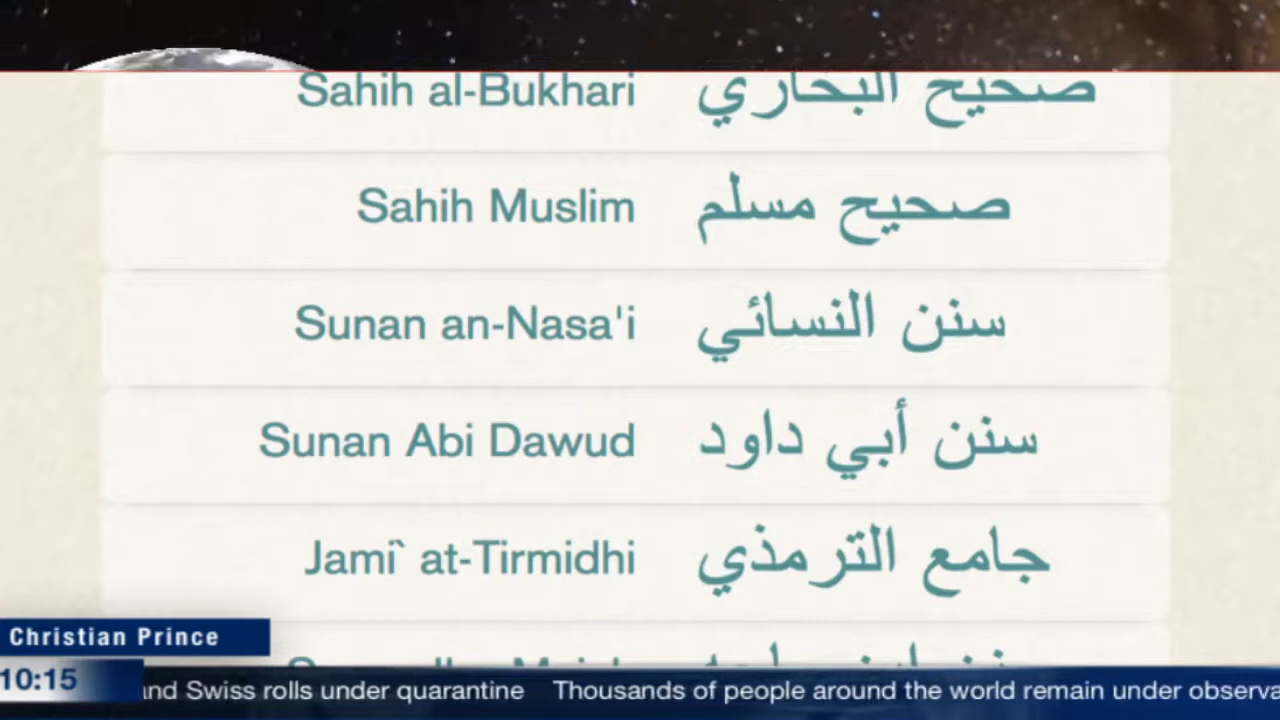 Sahih al-Bukhari صحيح البخاري
Sahih Muslim صحيح مسلم
Sunan an-Nasa'i سنن النسائي
Sunan Abi Dawud سنن أبي داود
Jami` at-Tirmidhi جامع الترمذي
Christian Prince
10:15
and Swiss rolls under quarantine Thousands of people around the world remain under observa